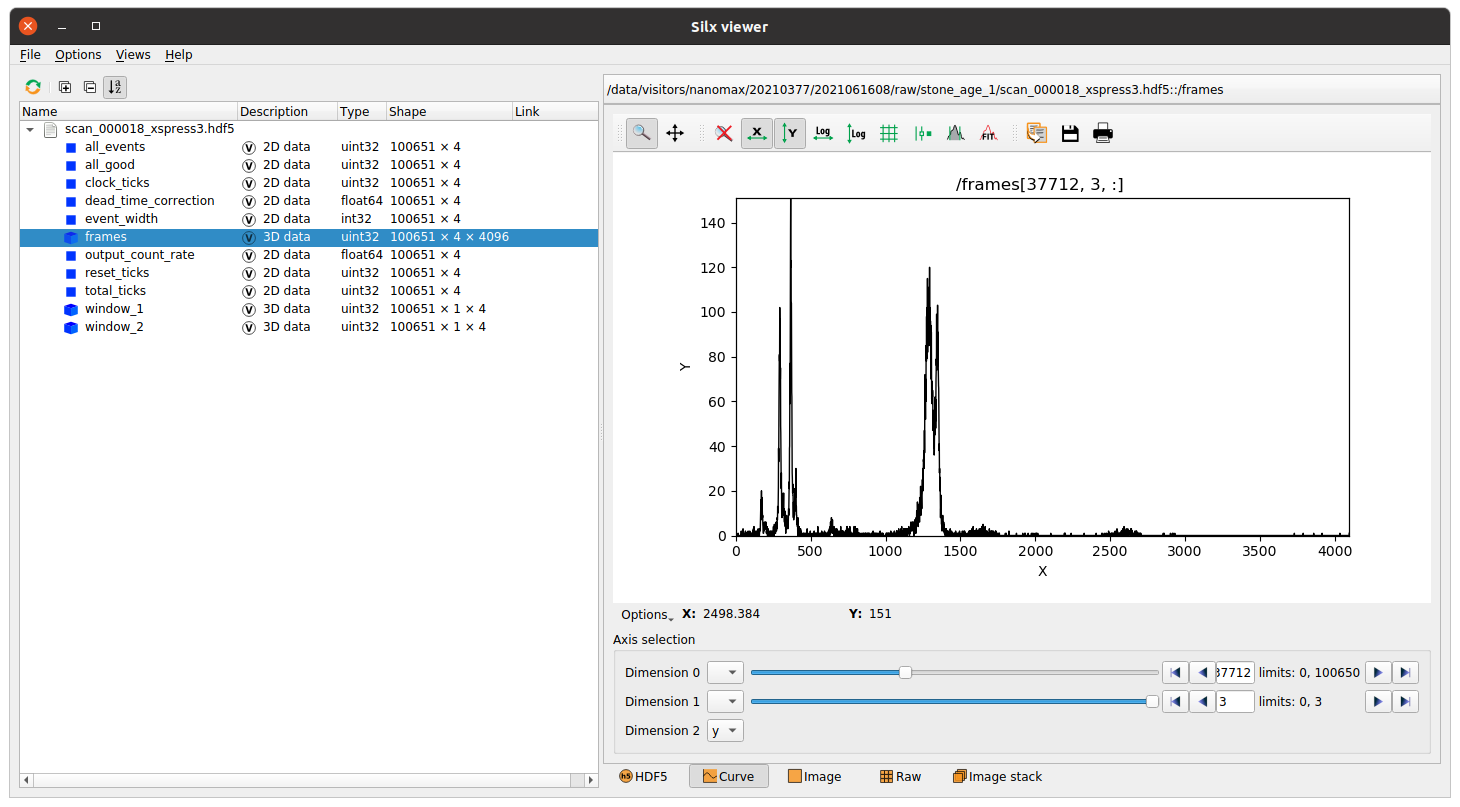 Silx viewer
File Options Views Help
Name Description Type Shape Link
scan_000018_xspress3.hdf5
all_events 2D data uint32 100651 × 4
all_good 2D data uint32 100651 × 4
clock_ticks 2D data uint32 100651 × 4
dead_time_correction 2D data float64 100651 × 4
event_width 2D data int32 100651 × 4
frames 3D data uint32 100651 × 4 × 4096
output_count_rate 2D data float64 100651 × 4
reset_ticks 2D data uint32 100651 × 4
total_ticks 2D data uint32 100651 × 4
window_1 3D data uint32 100651 × 1 × 4
window_2 3D data uint32 100651 × 1 × 4
/data/visitors/nanomax/20210377/2021061608/raw/stone_age_1/scan_000018_xspress3.hdf5::/frames
X Y Log Log FIT
/frames[37712, 3, :]
140
120
100
80
60
40
20
0
Y
0 500 1000 1500 2000 2500 3000 3500 4000
X
Options X: 2498.384 Y: 151
Axis selection
Dimension 0 37712 limits: 0, 100650
Dimension 1 3 limits: 0, 3
Dimension 2 y
h5 HDF5 Curve Image Raw Image stack